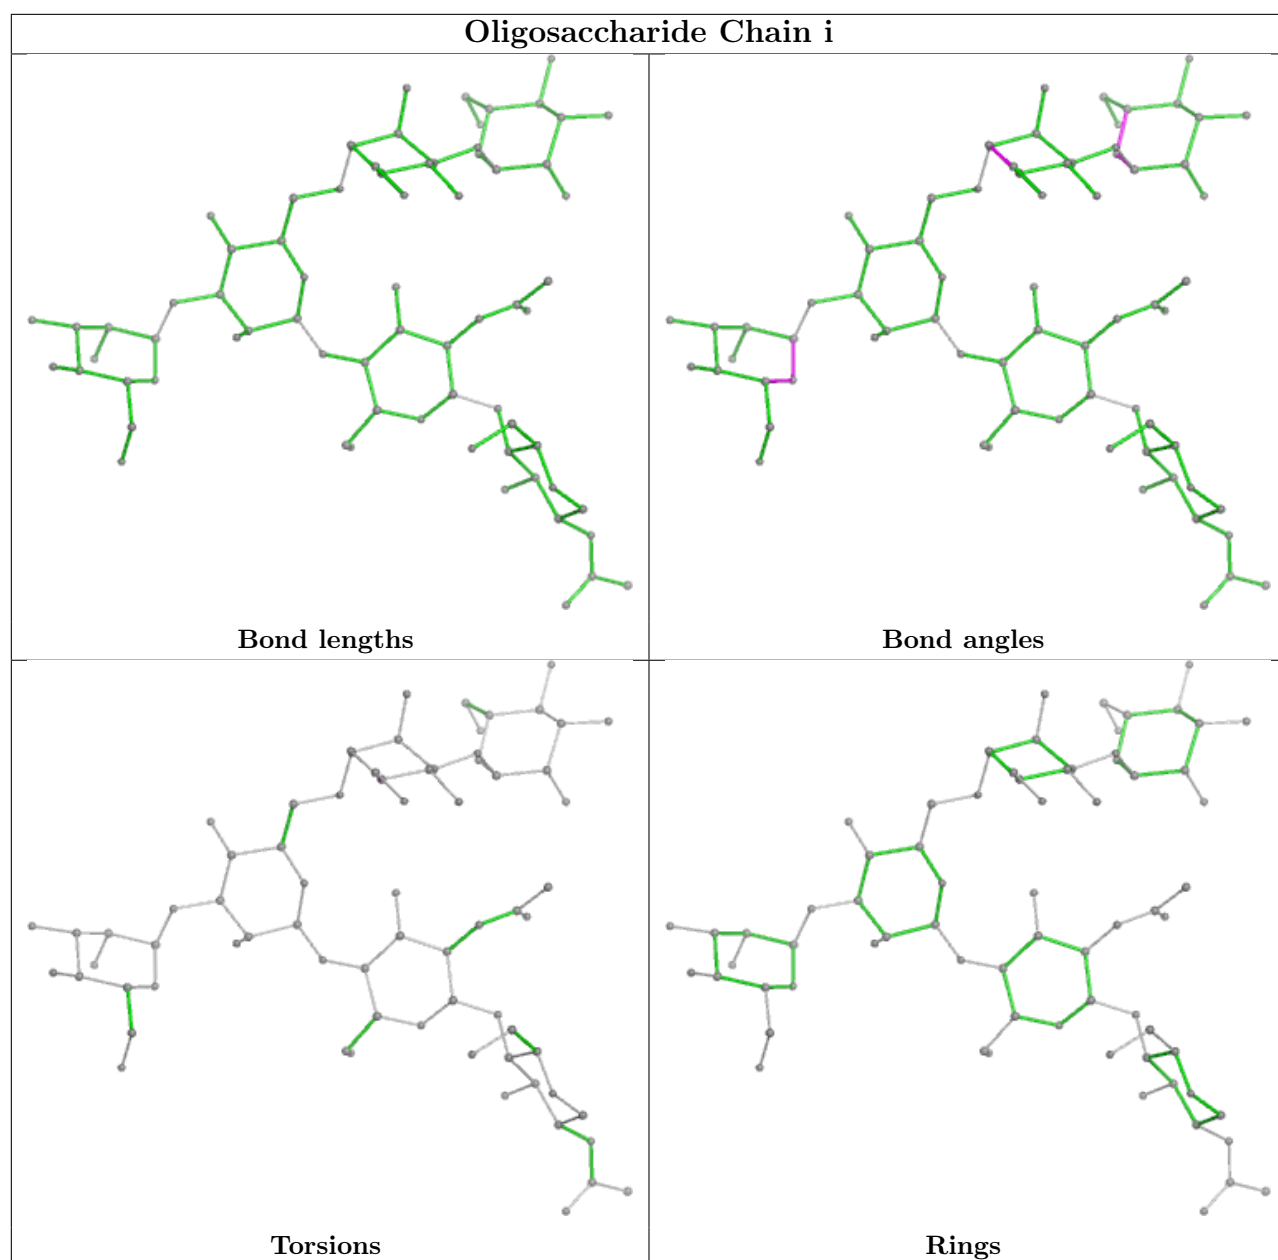 Oligosaccharide Chain i
Bond lengths
Bond angles
Torsions
Rings